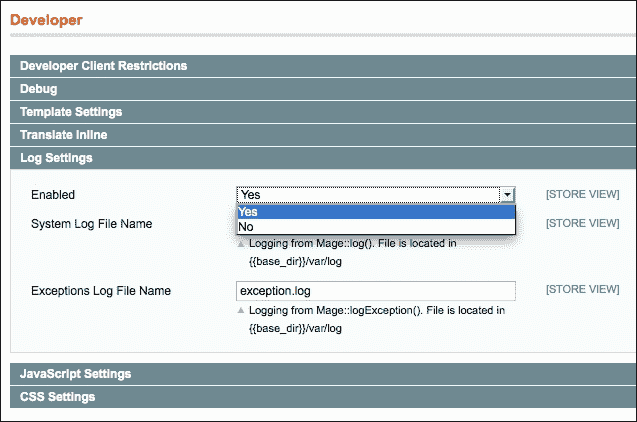 Developer
Developer Client Restrictions
Debug
Template Settings
Translate Inline
Log Settings
Enabled
Yes
[STORE VIEW]
Yes
No
System Log File Name
[STORE VIEW]
Logging from Mage::log(). File is located in
{{base_dir}}/var/log
Exceptions Log File Name
exception.log
[STORE VIEW]
Logging from Mage::logException(). File is located in
{{base_dir}}/var/log
JavaScript Settings
CSS Settings